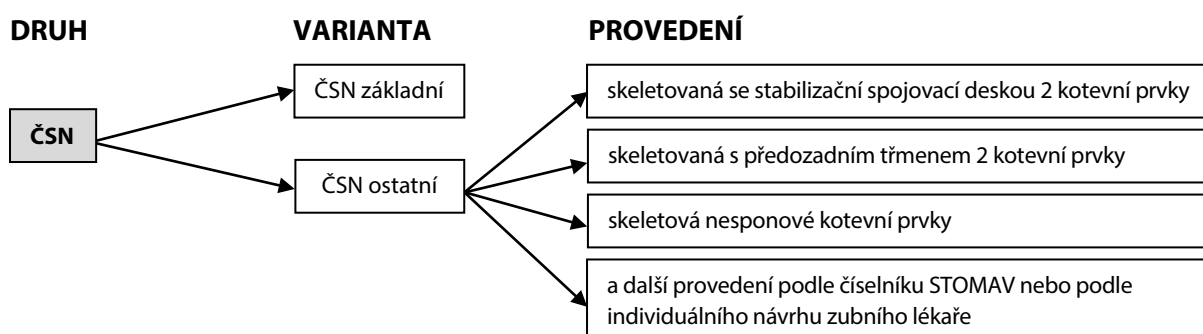 DRUH VARIANTA PROVEDENÍ
ČSN
ČSN základní
ČSN ostatní
skeletovaná se stabilizační spojovací deskou 2 kotevní prvky
skeletovaná s předozadním třmenem 2 kotevní prvky
skeletová nesponové kotevní prvky
a další provedení podle číselníku STOMAV nebo podle
individuálního návrhu zubního lékaře